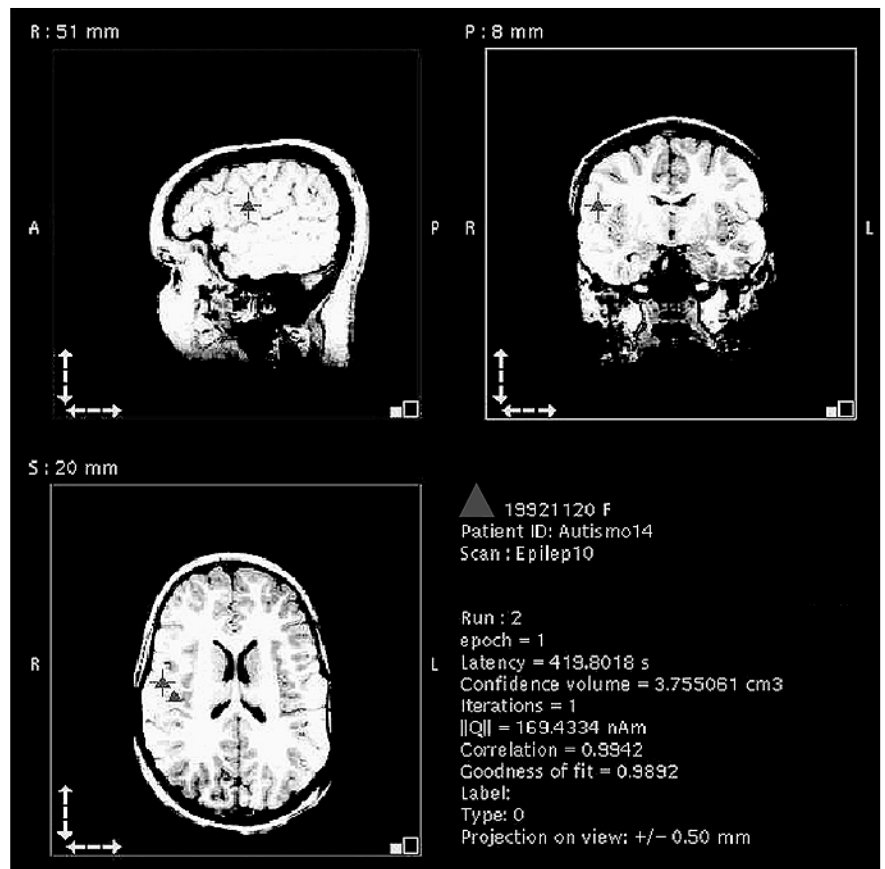 R : 51 mm
P : 8 mm
A
P
R
L
S : 20 mm
R
L
19921120 F
Patient ID: Autismo14
Scan : Epilep10
Run : 2
epoch = 1
Latency = 419.8018 s
Confidence volume = 3.755061 cm3
Iterations = 1
||Q|| = 169.4334 nAm
Correlation = 0.9942
Goodness of fit = 0.9892
Label:
Type: 0
Projection on view: +/− 0.50 mm